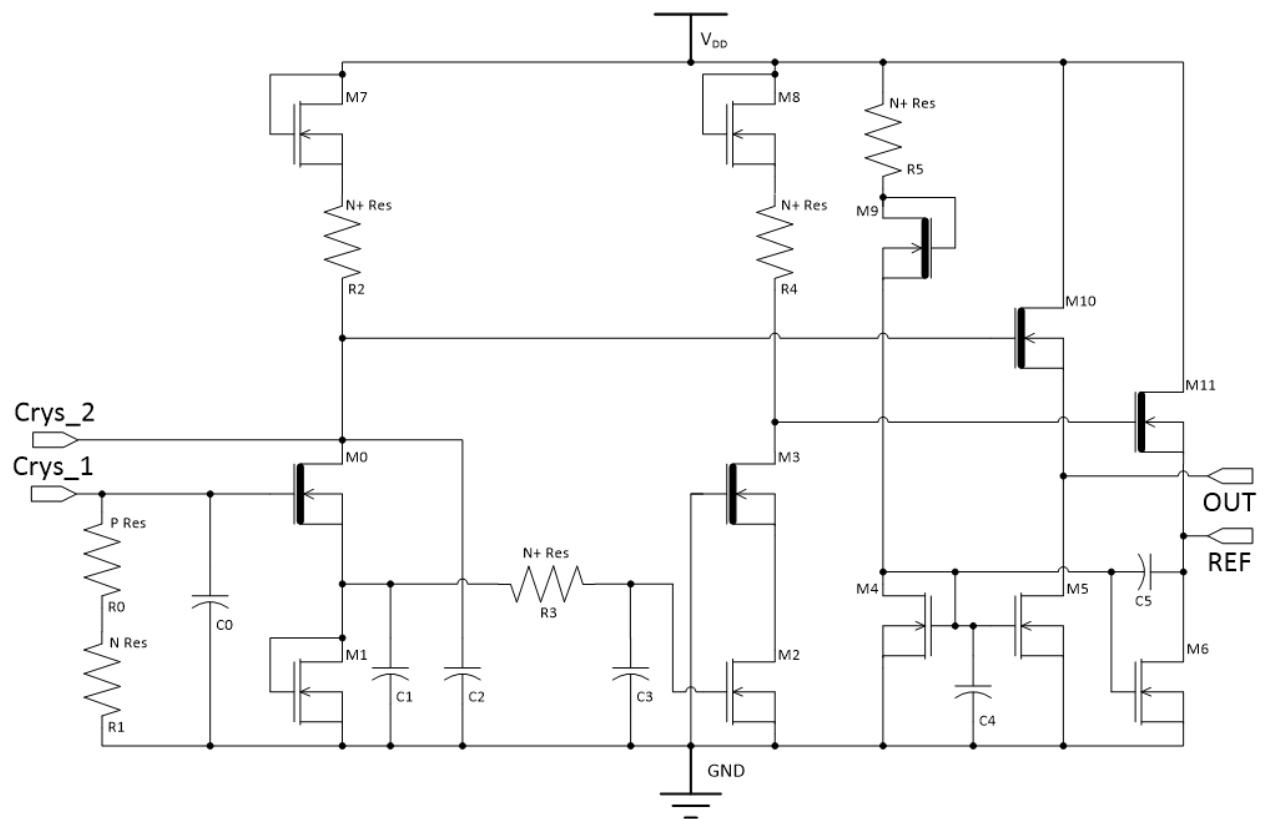 V_DD
M7
M8
N+ Res
R5
N+ Res
N+ Res
M9
R2
R4
M10
M11
Crys_2
Crys_1
M0
M3
OUT
P Res
REF
N+ Res
R0
C0
R3
M4
M5
C5
N Res
M1
M2
M6
R1
C1
C2
C3
C4
GND